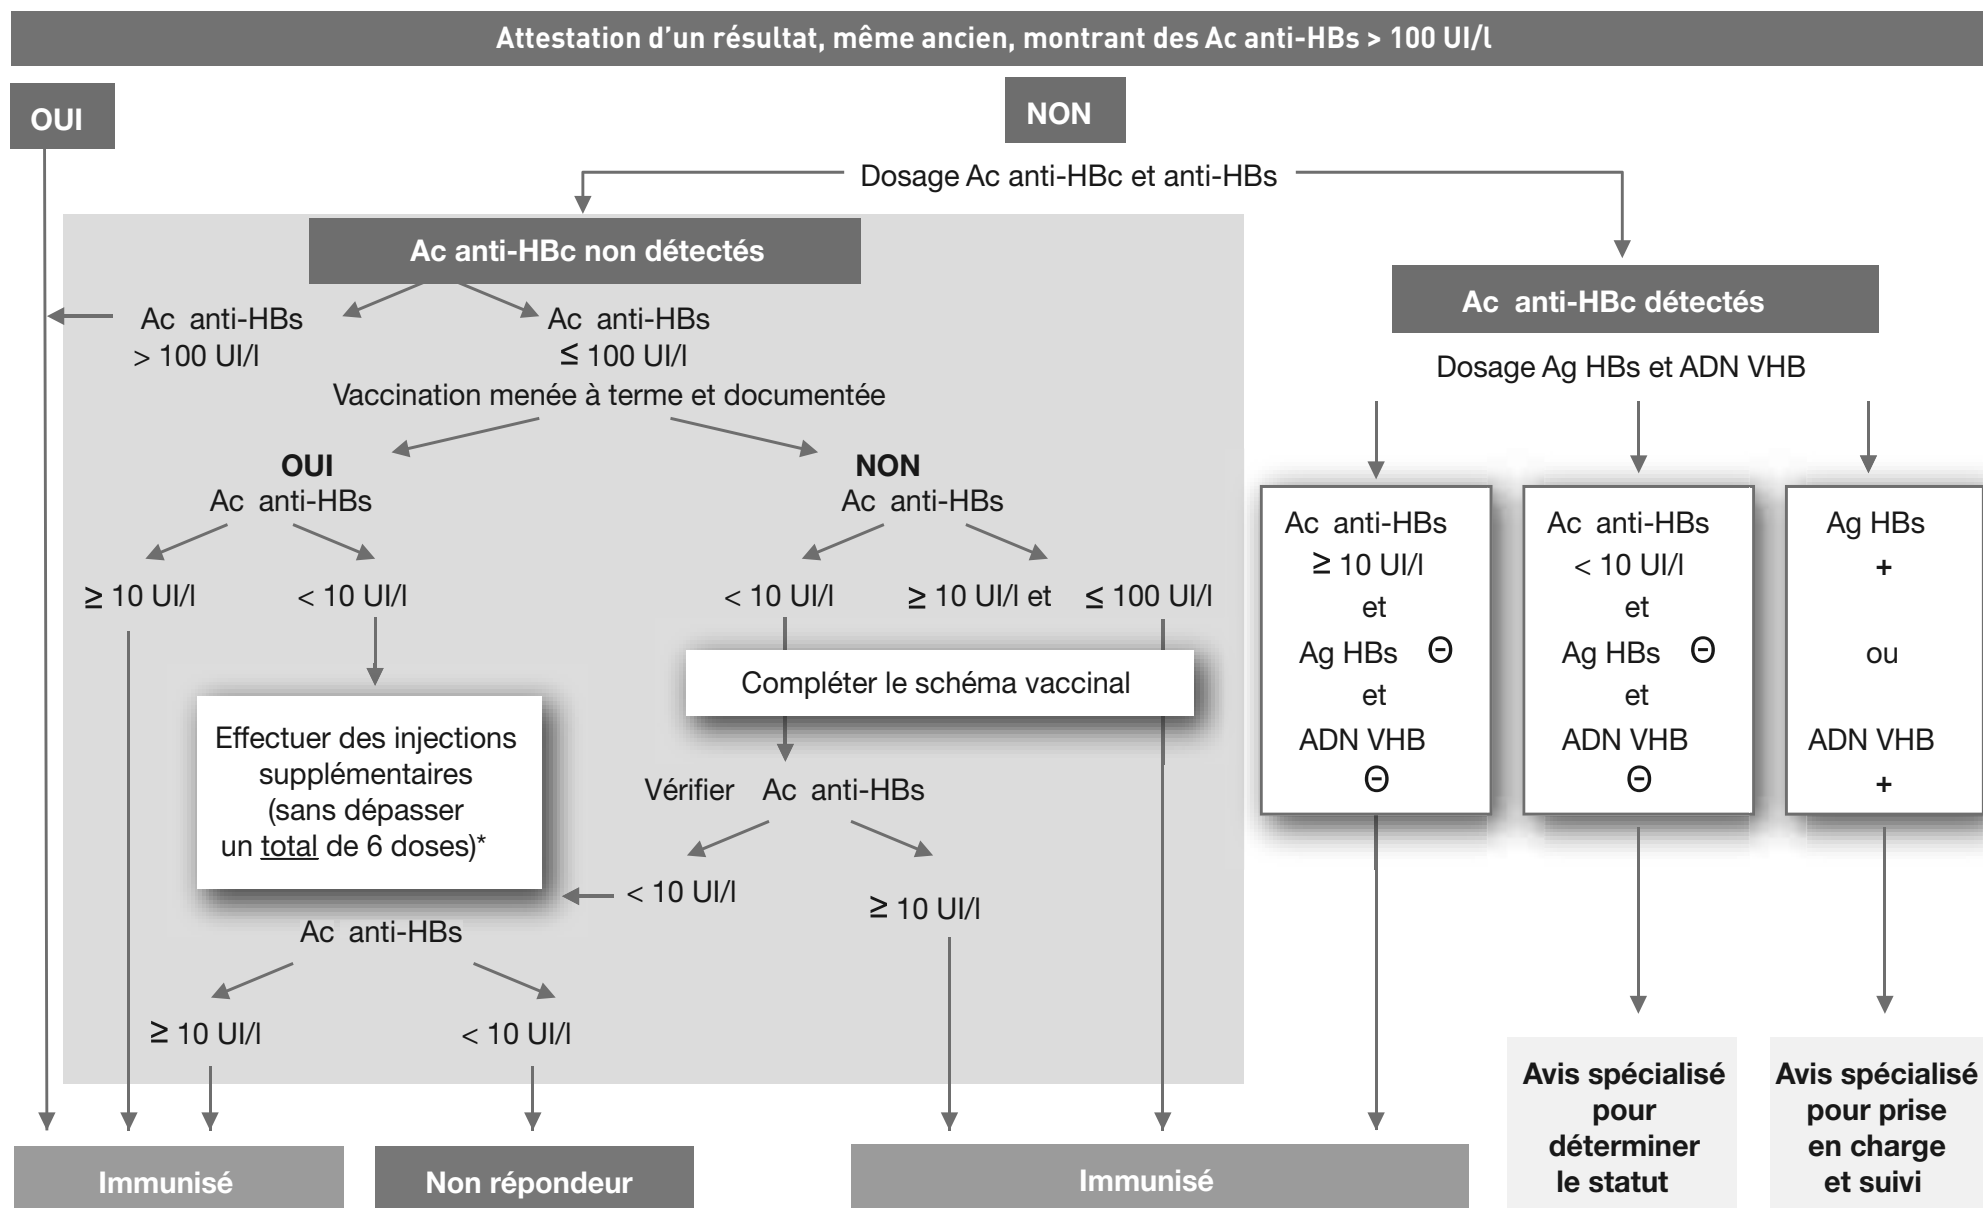 Attestation d’un résultat, même ancien, montrant des Ac anti-HBs > 100 UI/l
OUI
NON
Dosage Ac anti-HBc et anti-HBs
Ac anti-HBc non détectés
Ac anti-HBs
> 100 UI/l
Ac anti-HBs
≤ 100 UI/l
Vaccination menée à terme et documentée
OUI
Ac anti-HBs
NON
Ac anti-HBs
≥ 10 UI/l
< 10 UI/l
< 10 UI/l
≥ 10 UI/l et ≤ 100 UI/l
Effectuer des injections
supplémentaires
(sans dépasser
un total de 6 doses)*
Compléter le schéma vaccinal
Vérifier Ac anti-HBs
< 10 UI/l
≥ 10 UI/l
Ac anti-HBs
≥ 10 UI/l
< 10 UI/l
Ac anti-HBc détectés
Dosage Ag HBs et ADN VHB
Ac anti-HBs
≥ 10 UI/l
et
Ag HBs Θ
et
ADN VHB
Θ
Ac anti-HBs
< 10 UI/l
et
Ag HBs Θ
et
ADN VHB
Θ
Ag HBs
+
ou
ADN VHB
+
Immunisé
Non répondeur
Immunisé
Avis spécialisé
pour
déterminer
le statut
Avis spécialisé
pour prise
en charge
et suivi